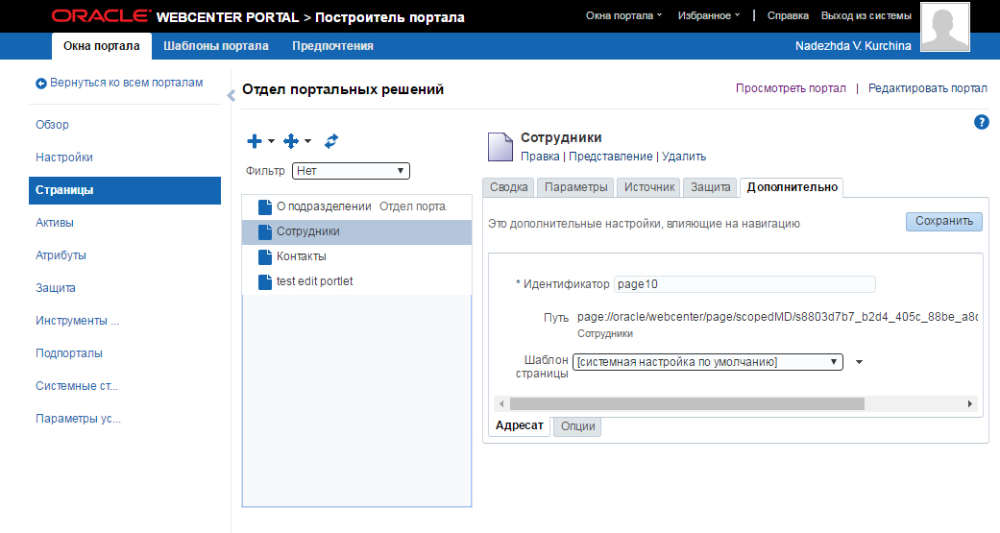 ORACLE WEBCENTER PORTAL > Построитель портала
Окна портала Избранное | Справка Выход из системы
Окна портала Шаблоны портала Предпочтения
Nadezhda V. Kurchina
Вернуться ко всем порталам
Обзор
Настройки
Страницы
Активы
Атрибуты
Защита
Инструменты ...
Подпорталы
Системные ст...
Параметры ус...
Отдел портальных решений
Просмотреть портал | Редактировать портал
?
Фильтр Нет
О подразделении Отдел порта.
Сотрудники
Контакты
test edit portlet
Сотрудники
Правка | Представление | Удалить
Сводка Параметры Источник Защита Дополнительно
Это дополнительные настройки, влияющие на навигацию
Сохранить
* Идентификатор page10
Путь page://oracle/webcenter/page/scopedMD/s8803d7b7_b2d4_405c_88be_a8c
Сотрудники
Шаблон
страницы
[системная настройка по умолчанию]
Адресат Опции